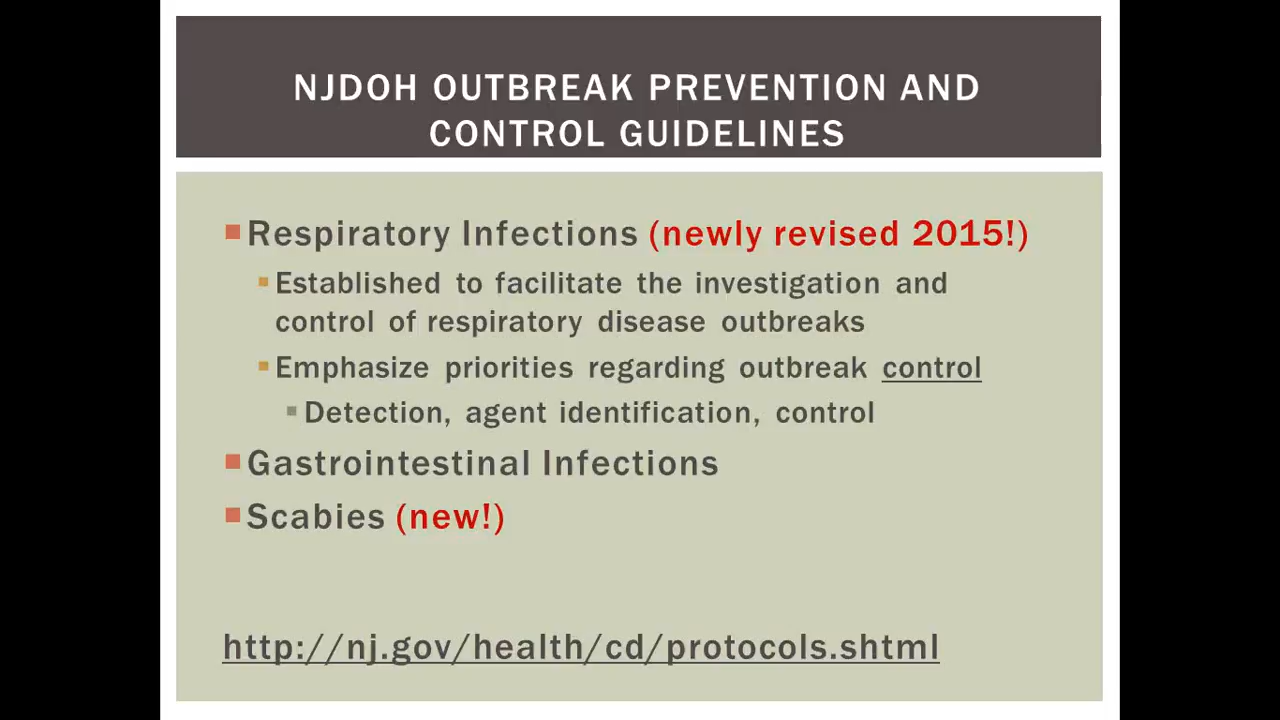 NJDOH OUTBREAK PREVENTION AND
CONTROL GUIDELINES
Respiratory Infections (newly revised 2015!)
Established to facilitate the investigation and
control of respiratory disease outbreaks
Emphasize priorities regarding outbreak control
Detection, agent identification, control
Gastrointestinal Infections
Scabies (new!)
http://nj.gov/health/cd/protocols.shtml